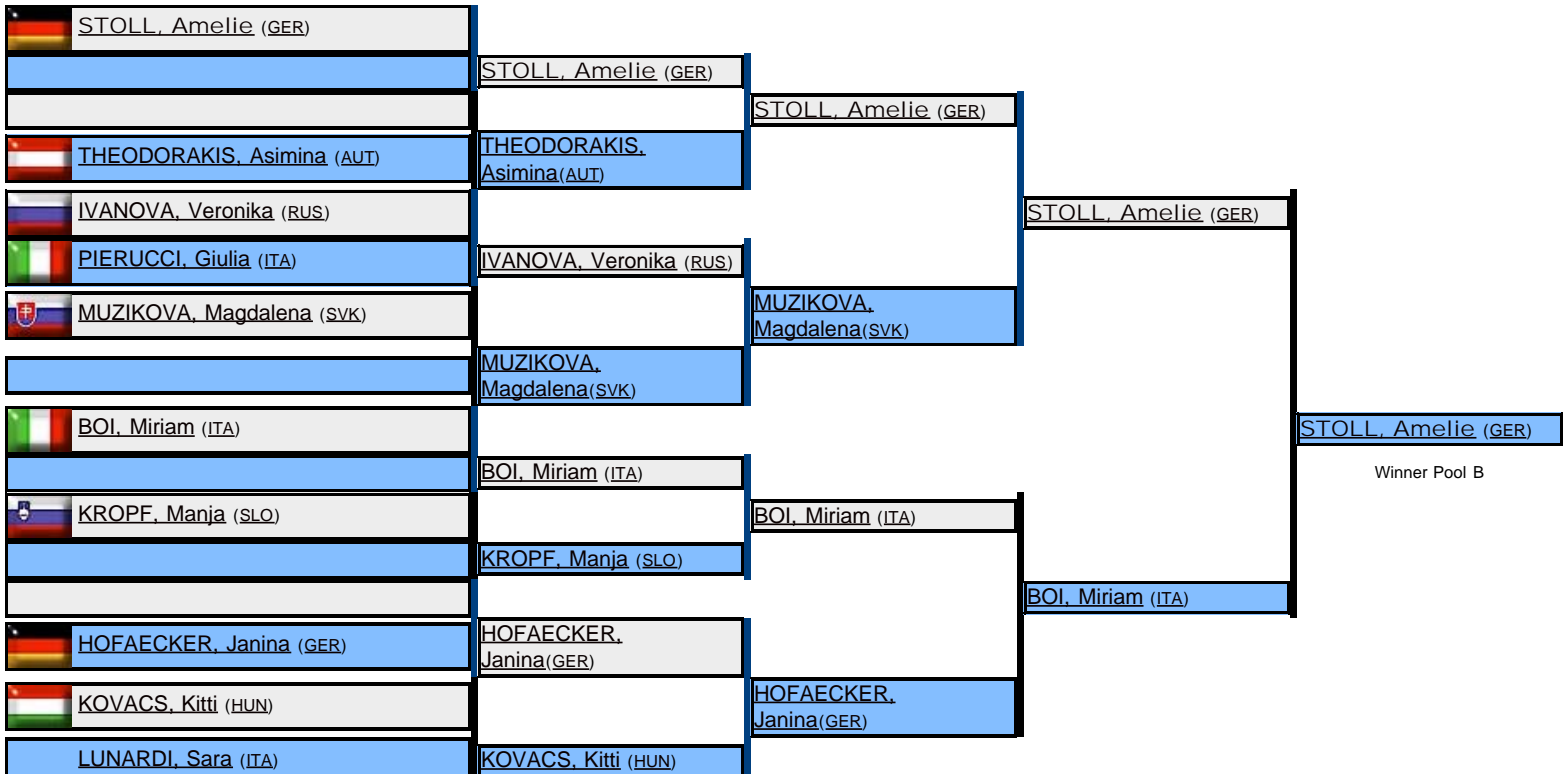 STOLL, Amelie (GER)
THEODORAKIS, Asimina (AUT)
IVANOVA, Veronika (RUS)
PIERUCCI, Giulia (ITA)
MUZIKOVA, Magdalena (SVK)
BOI, Miriam (ITA)
KROPF, Manja (SLO)
HOFAECKER, Janina (GER)
KOVACS, Kitti (HUN)
LUNARDI, Sara (ITA)
STOLL, Amelie (GER)
THEODORAKIS,
Asimina(AUT)
IVANOVA, Veronika (RUS)
MUZIKOVA,
Magdalena(SVK)
BOI, Miriam (ITA)
KROPF, Manja (SLO)
HOFAECKER,
Janina(GER)
KOVACS, Kitti (HUN)
STOLL, Amelie (GER)
MUZIKOVA,
Magdalena(SVK)
BOI, Miriam (ITA)
HOFAECKER,
Janina(GER)
STOLL, Amelie (GER)
BOI, Miriam (ITA)
STOLL, Amelie (GER)
Winner Pool B